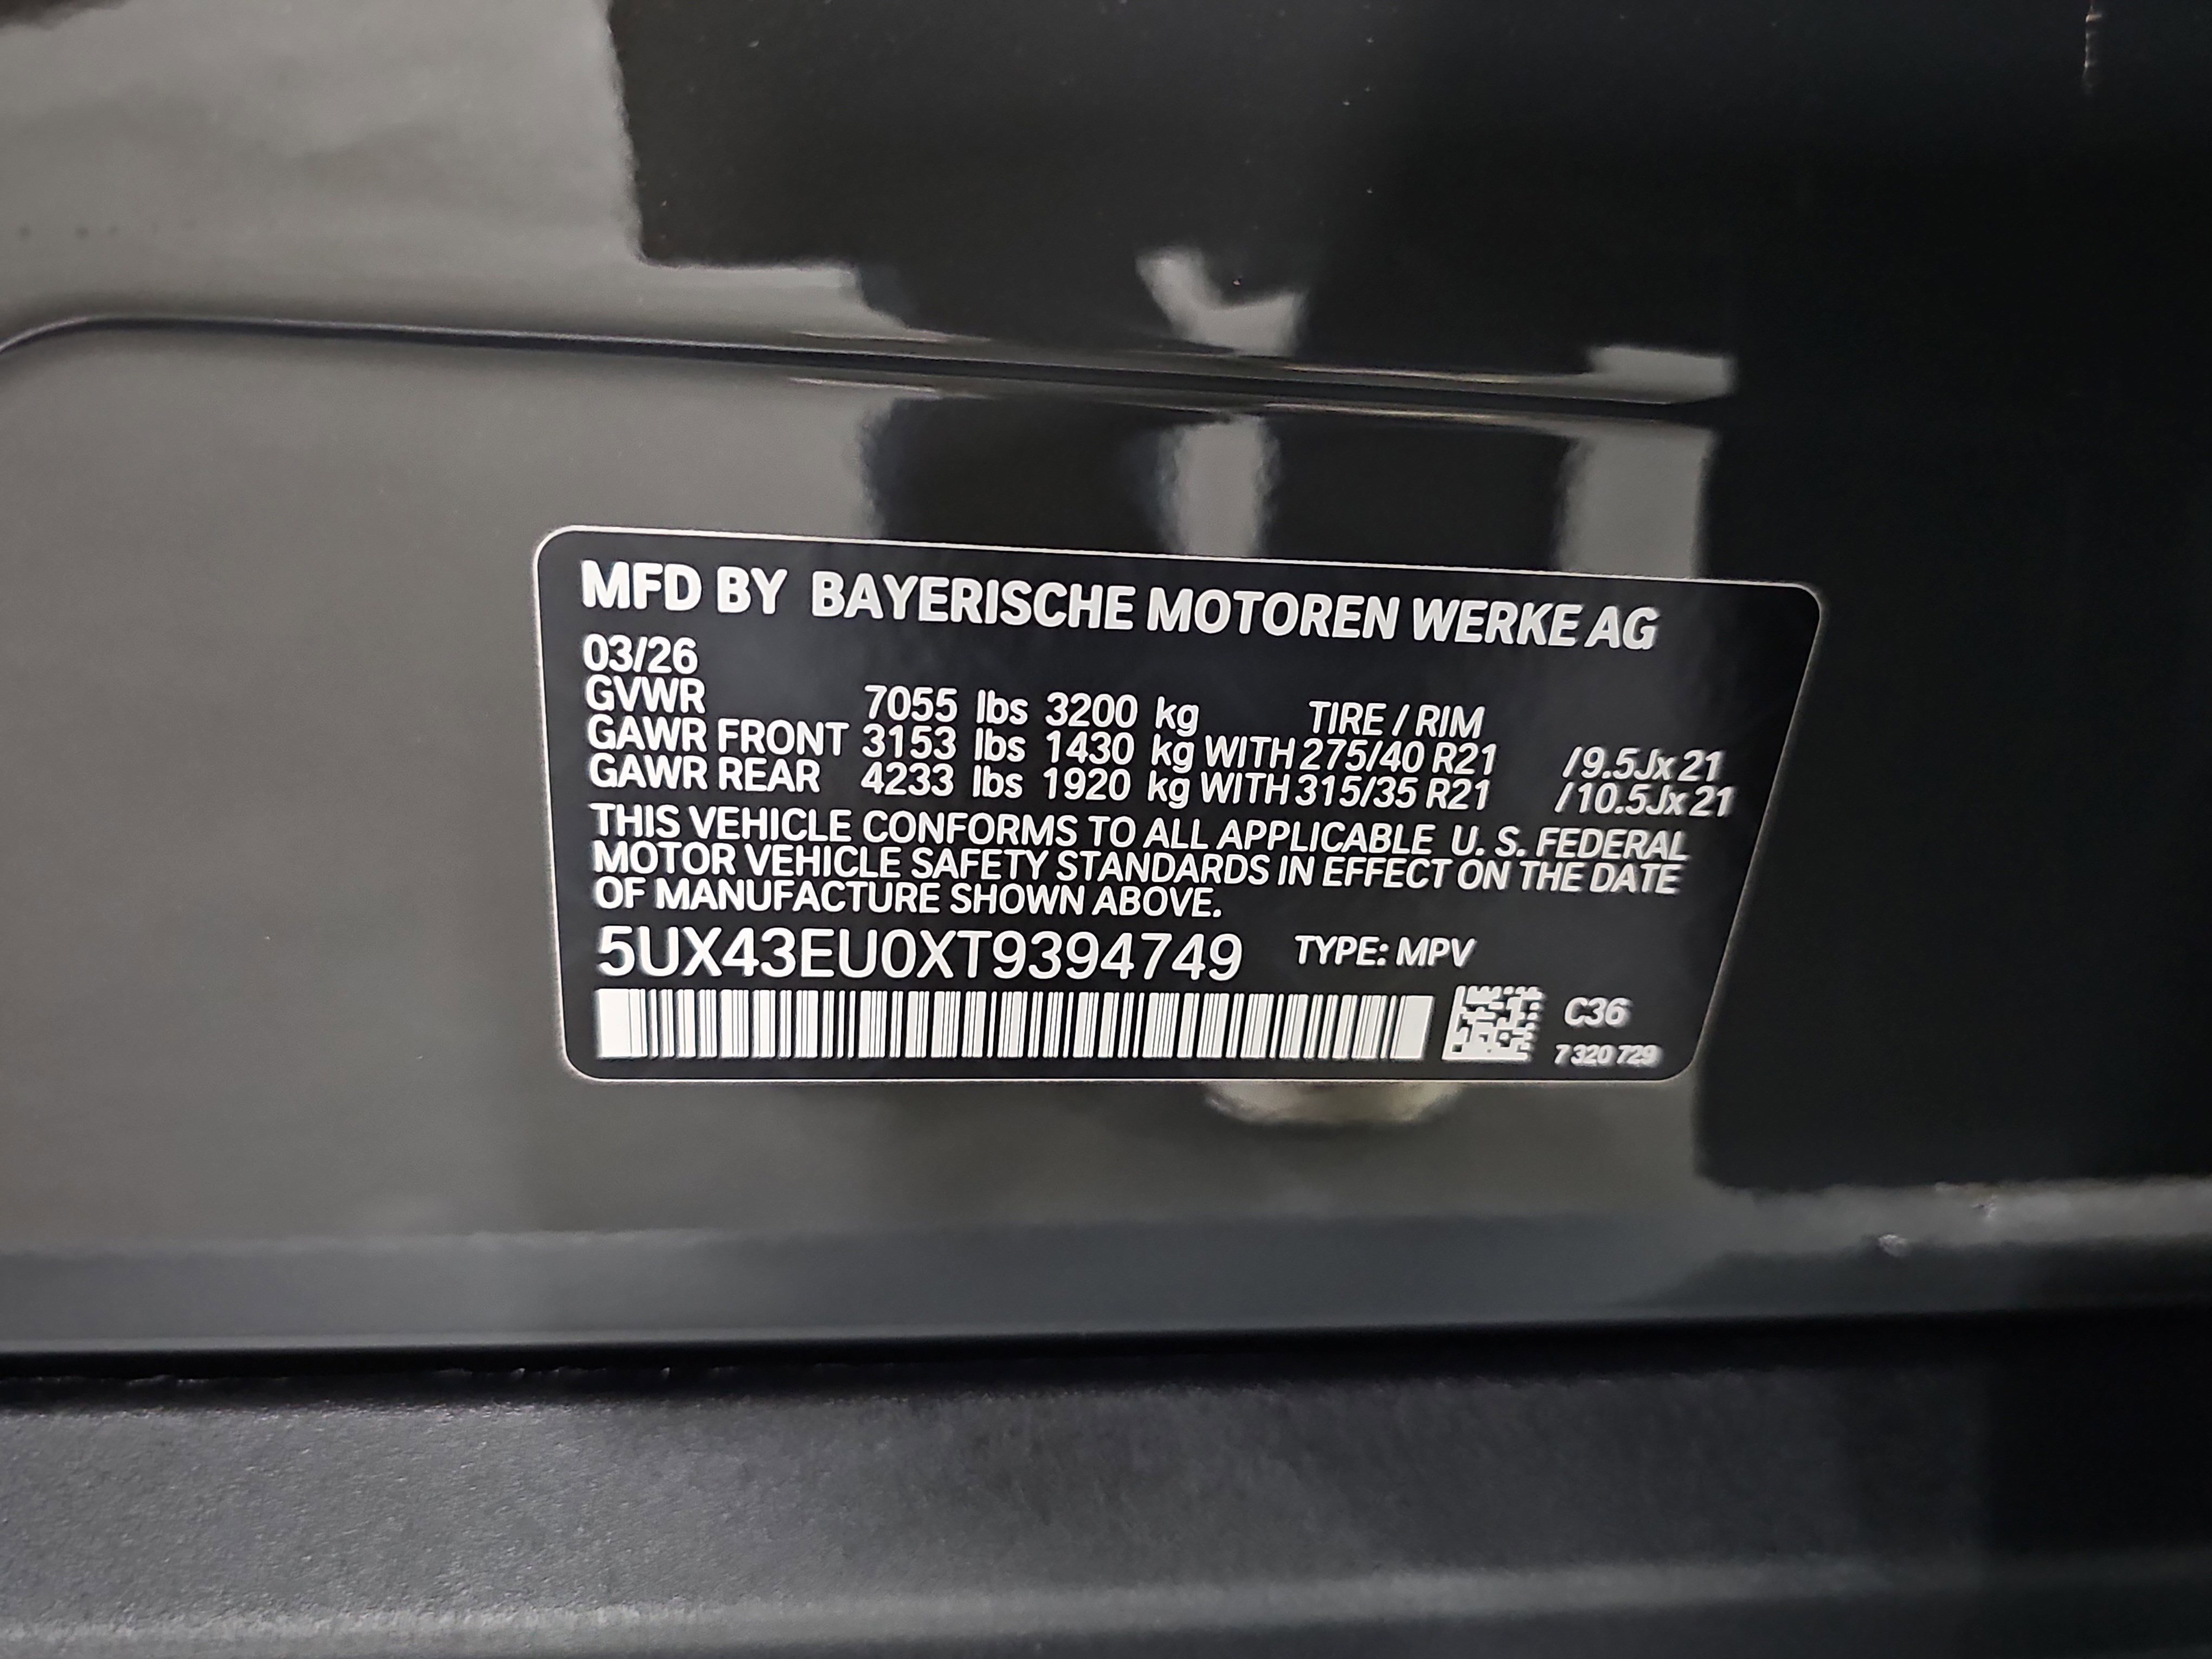 MFD BY BAYERISCHE MOTOREN WERKE AG
03/26
GVWR 7055 lbs 3200 kg TIRE / RIM
GAWR FRONT 3153 lbs 1430 kg WITH 275/40 R21 /9.5Jx21
GAWR REAR 4233 lbs 1920 kg WITH 315/35 R21 /10.5Jx21
THIS VEHICLE CONFORMS TO ALL APPLICABLE U. S. FEDERAL
MOTOR VEHICLE SAFETY STANDARDS IN EFFECT ON THE DATE
OF MANUFACTURE SHOWN ABOVE.
5UX43EU0XT9394749 TYPE: MPV
C36
7 320 729